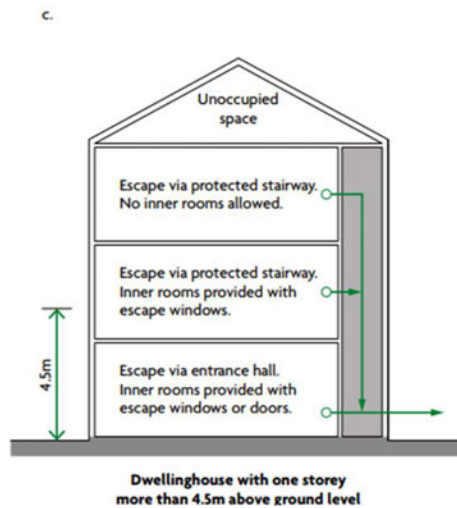 c.
Unoccupied
space
Escape via protected stairway.
No inner rooms allowed.
Escape via protected stairway.
Inner rooms provided with
escape windows.
4.5m
Escape via entrance hall.
Inner rooms provided with
escape windows or doors.
Dwellinghouse with one storey
more than 4.5m above ground level